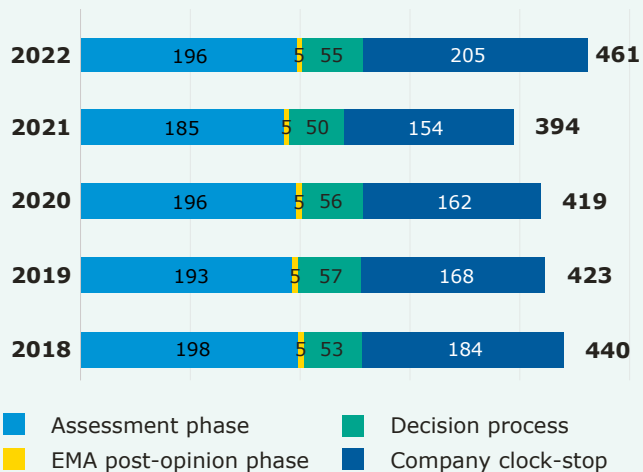 2022 196 5 55 205 461
2021 185 5 50 154 394
2020 196 5 56 162 419
2019 193 5 57 168 423
2018 198 5 53 184 440
Assessment phase Decision process
EMA post-opinion phase Company clock-stop